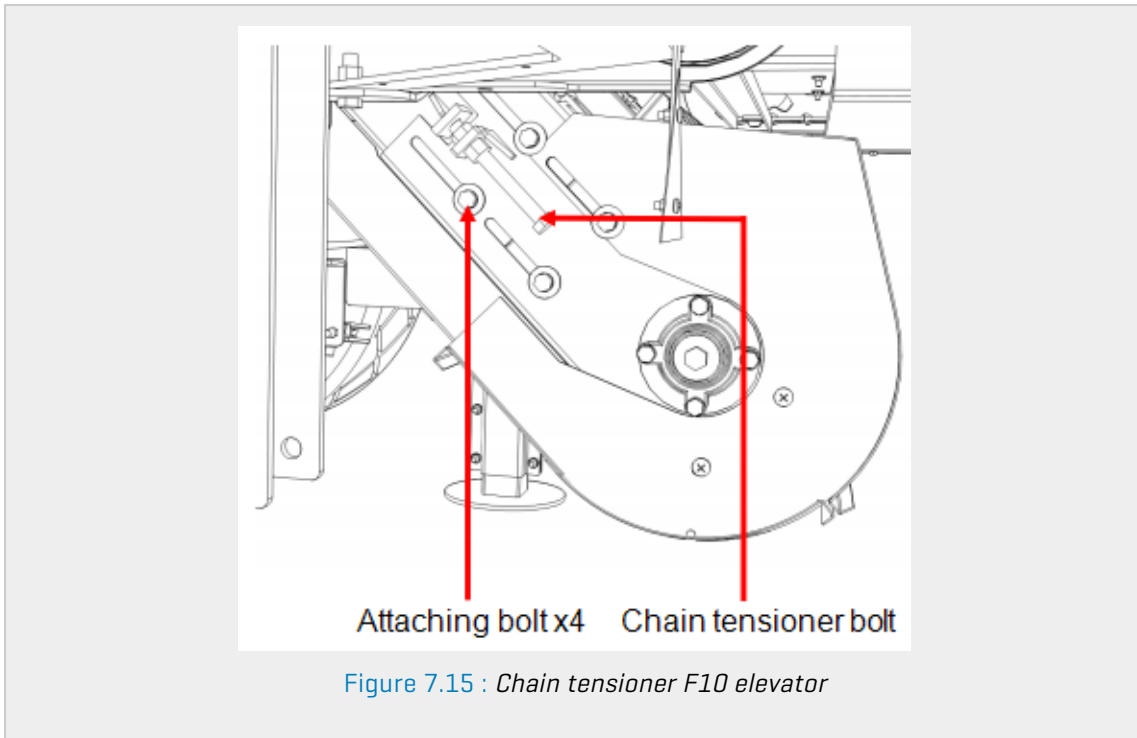 Attaching bolt x4 Chain tensioner bolt
Figure 7.15 : Chain tensioner F10 elevator